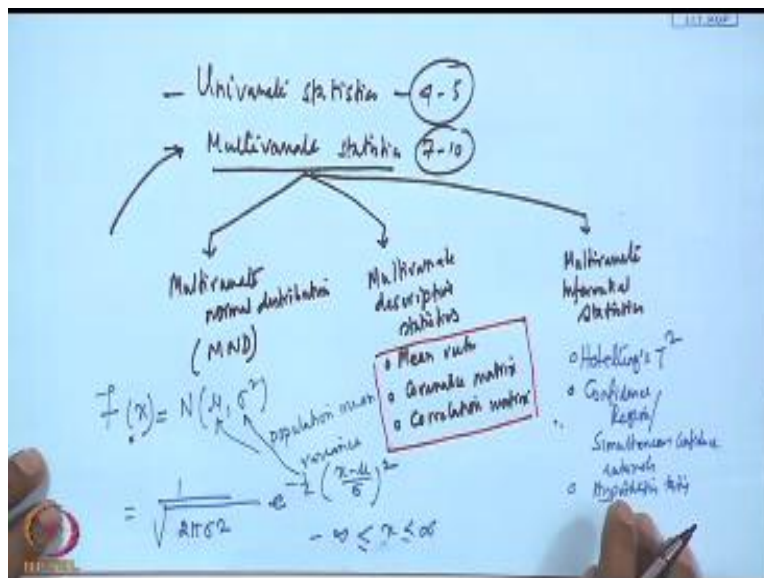 - Univariate statistics - 4-5
Multivariate statistics 7-10
Multivariate
normal distribution
(MND)
Multivariate
descriptive
statistics
• Mean vector
• Covariance matrix
• Correlation matrix
Multivariate
Inferential
statistics
• Hotelling's T²
• Confidence
Region/
Simultaneous confidence
intervals
• Hypothesis testing
f(x) = N(μ, σ²)
population mean
variance
= 1/√2πσ2 e^-1/2 (x-μ/σ)²
-∞ ≤ x ≤ ∞